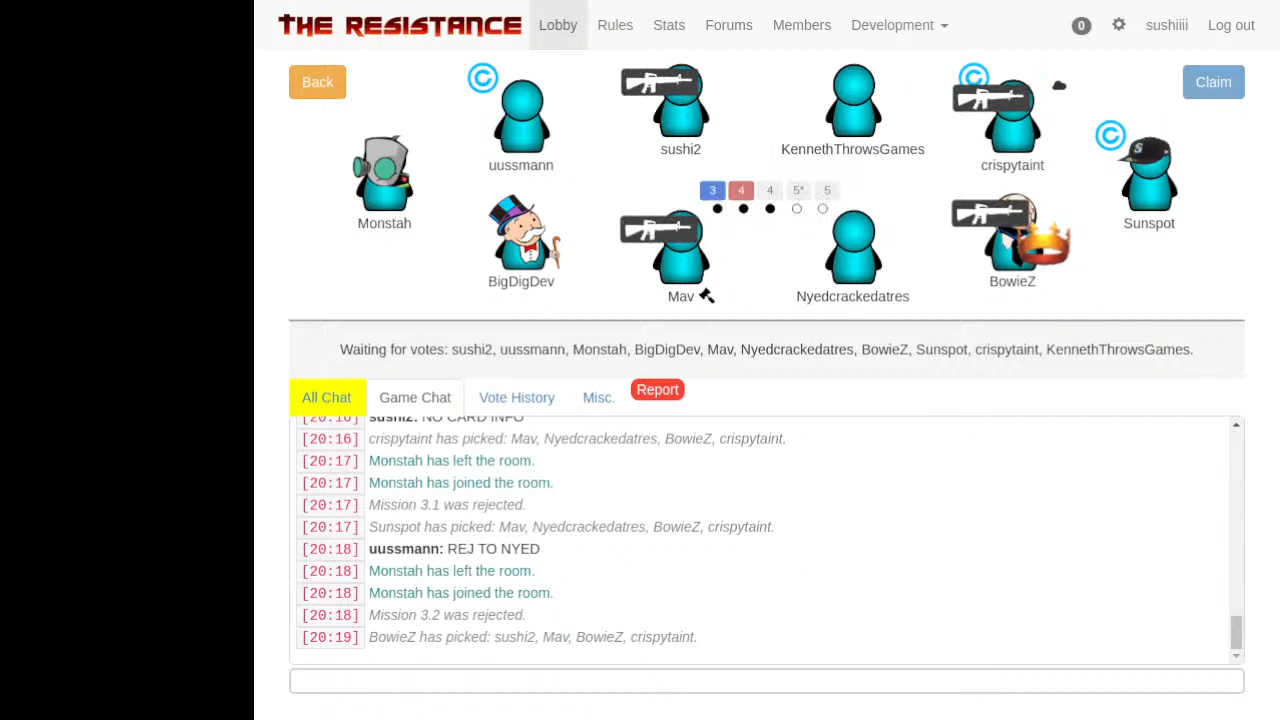 THE RESISTANCE Lobby Rules Stats Forums Members Development 0 sushiiii Log out
Back Claim
© © ©
uussmann sushi2 KennethThrowsGames crispytaint
S
Monstah Sunspot
3 4 4 5* 5
BigDigDev Mav Nyedcrackedatres BowieZ
Waiting for votes: sushi2, uussmann, Monstah, BigDigDev, Mav, Nyedcrackedatres, BowieZ, Sunspot, crispytaint, KennethThrowsGames.
All Chat Game Chat Vote History Misc. Report
[20:16] sushi2: NO CARD INFO
[20:16] crispytaint has picked: Mav, Nyedcrackedatres, BowieZ, crispytaint.
[20:17] Monstah has left the room.
[20:17] Monstah has joined the room.
[20:17] Mission 3.1 was rejected.
[20:17] Sunspot has picked: Mav, Nyedcrackedatres, BowieZ, crispytaint.
[20:18] uussmann: REJ TO NYED
[20:18] Monstah has left the room.
[20:18] Monstah has joined the room.
[20:18] Mission 3.2 was rejected.
[20:19] BowieZ has picked: sushi2, Mav, BowieZ, crispytaint.